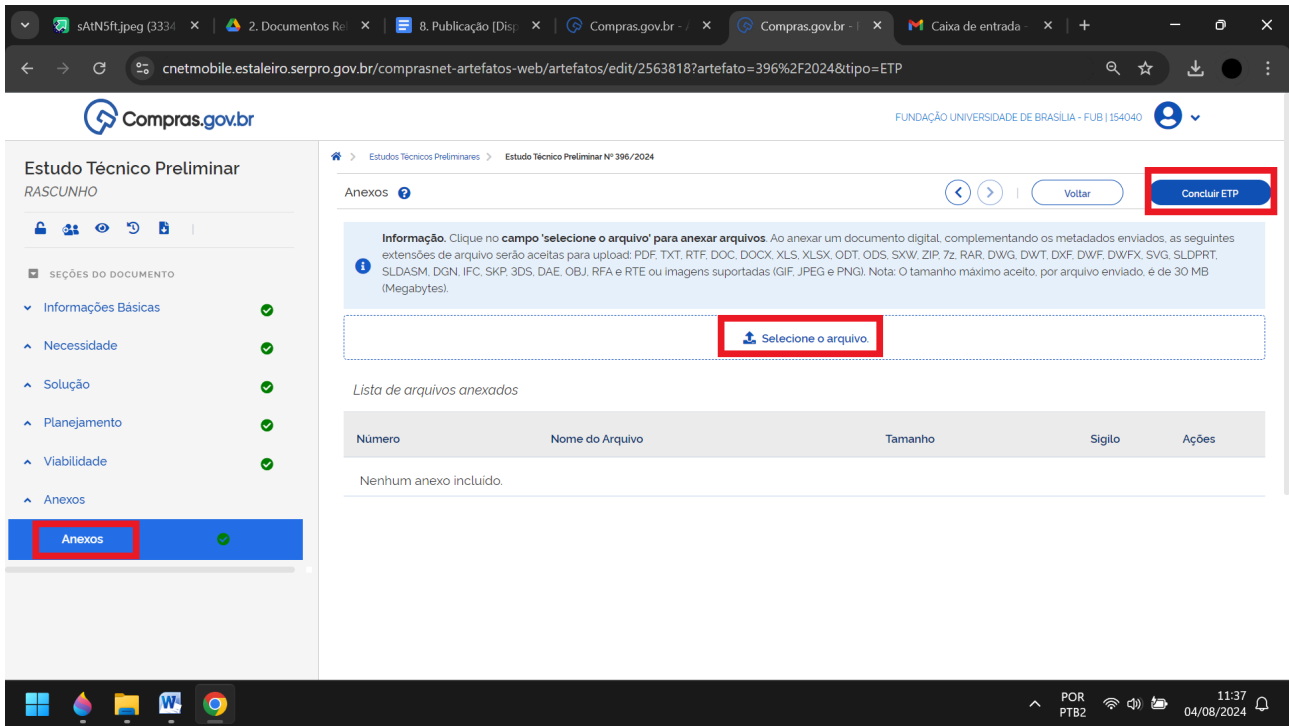 sAtN5ft.jpeg (3334
2. Documentos Re
8. Publicação [Disp
Compras.gov.br - /
Compras.gov.br - |
Caixa de entrada -
cnetmobile.estaleiro.serpro.gov.br/comprasnet-artefatos-web/artefatos/edit/2563818?artefato=396%2F2024&tipo=ETP
Compras.gov.br
FUNDAÇÃO UNIVERSIDADE DE BRASÍLIA - FUB | 154040
Estudo Técnico Preliminar
RASCUNHO
SEÇÕES DO DOCUMENTO
Informações Básicas
Necessidade
Solução
Planejamento
Viabilidade
Anexos
Anexos
Estudos Técnicos Preliminares > Estudo Técnico Preliminar Nº 396/2024
Anexos
Voltar
Concluir ETP
Informação. Clique no campo 'selecione o arquivo' para anexar arquivos. Ao anexar um documento digital, complementando os metadados enviados, as seguintes
extensões de arquivo serão aceitas para upload: PDF, TXT, RTF, DOC, DOCX, XLS, XLSX, ODT, ODS, SXW, ZIP, 7z, RAR, DWG, DWT, DXF, DWF, DWFX, SVG, SLDPRT,
SLDASM, DGN, IFC, SKP, 3DS, DAE, OBJ, RFA e RTE ou imagens suportadas (GIF, JPEG e PNG). Nota: O tamanho máximo aceito, por arquivo enviado, é de 30 MB
(Megabytes).
Selecione o arquivo.
Lista de arquivos anexados
Número Nome do Arquivo Tamanho Sigilo Ações
Nenhum anexo incluído.
POR
PTB2
11:37
04/08/2024